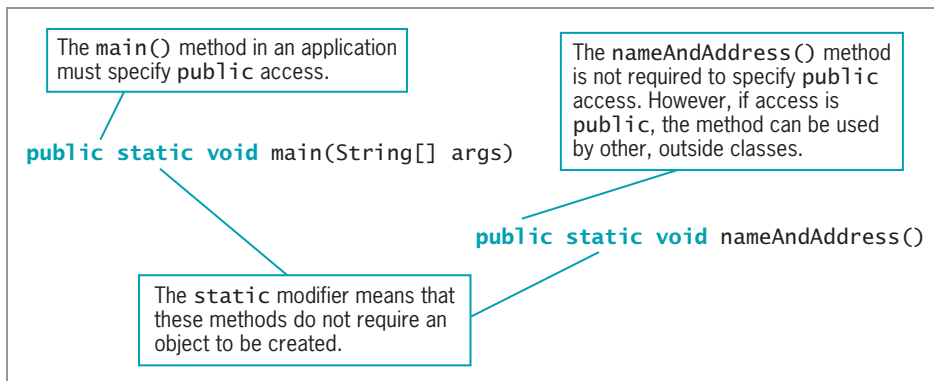 The main() method in an application
must specify public access.
The nameAndAddress() method
is not required to specify public
access. However, if access is
public, the method can be used
by other, outside classes.
public static void main(String[] args)
public static void nameAndAddress()
The static modifier means that
these methods do not require an
object to be created.